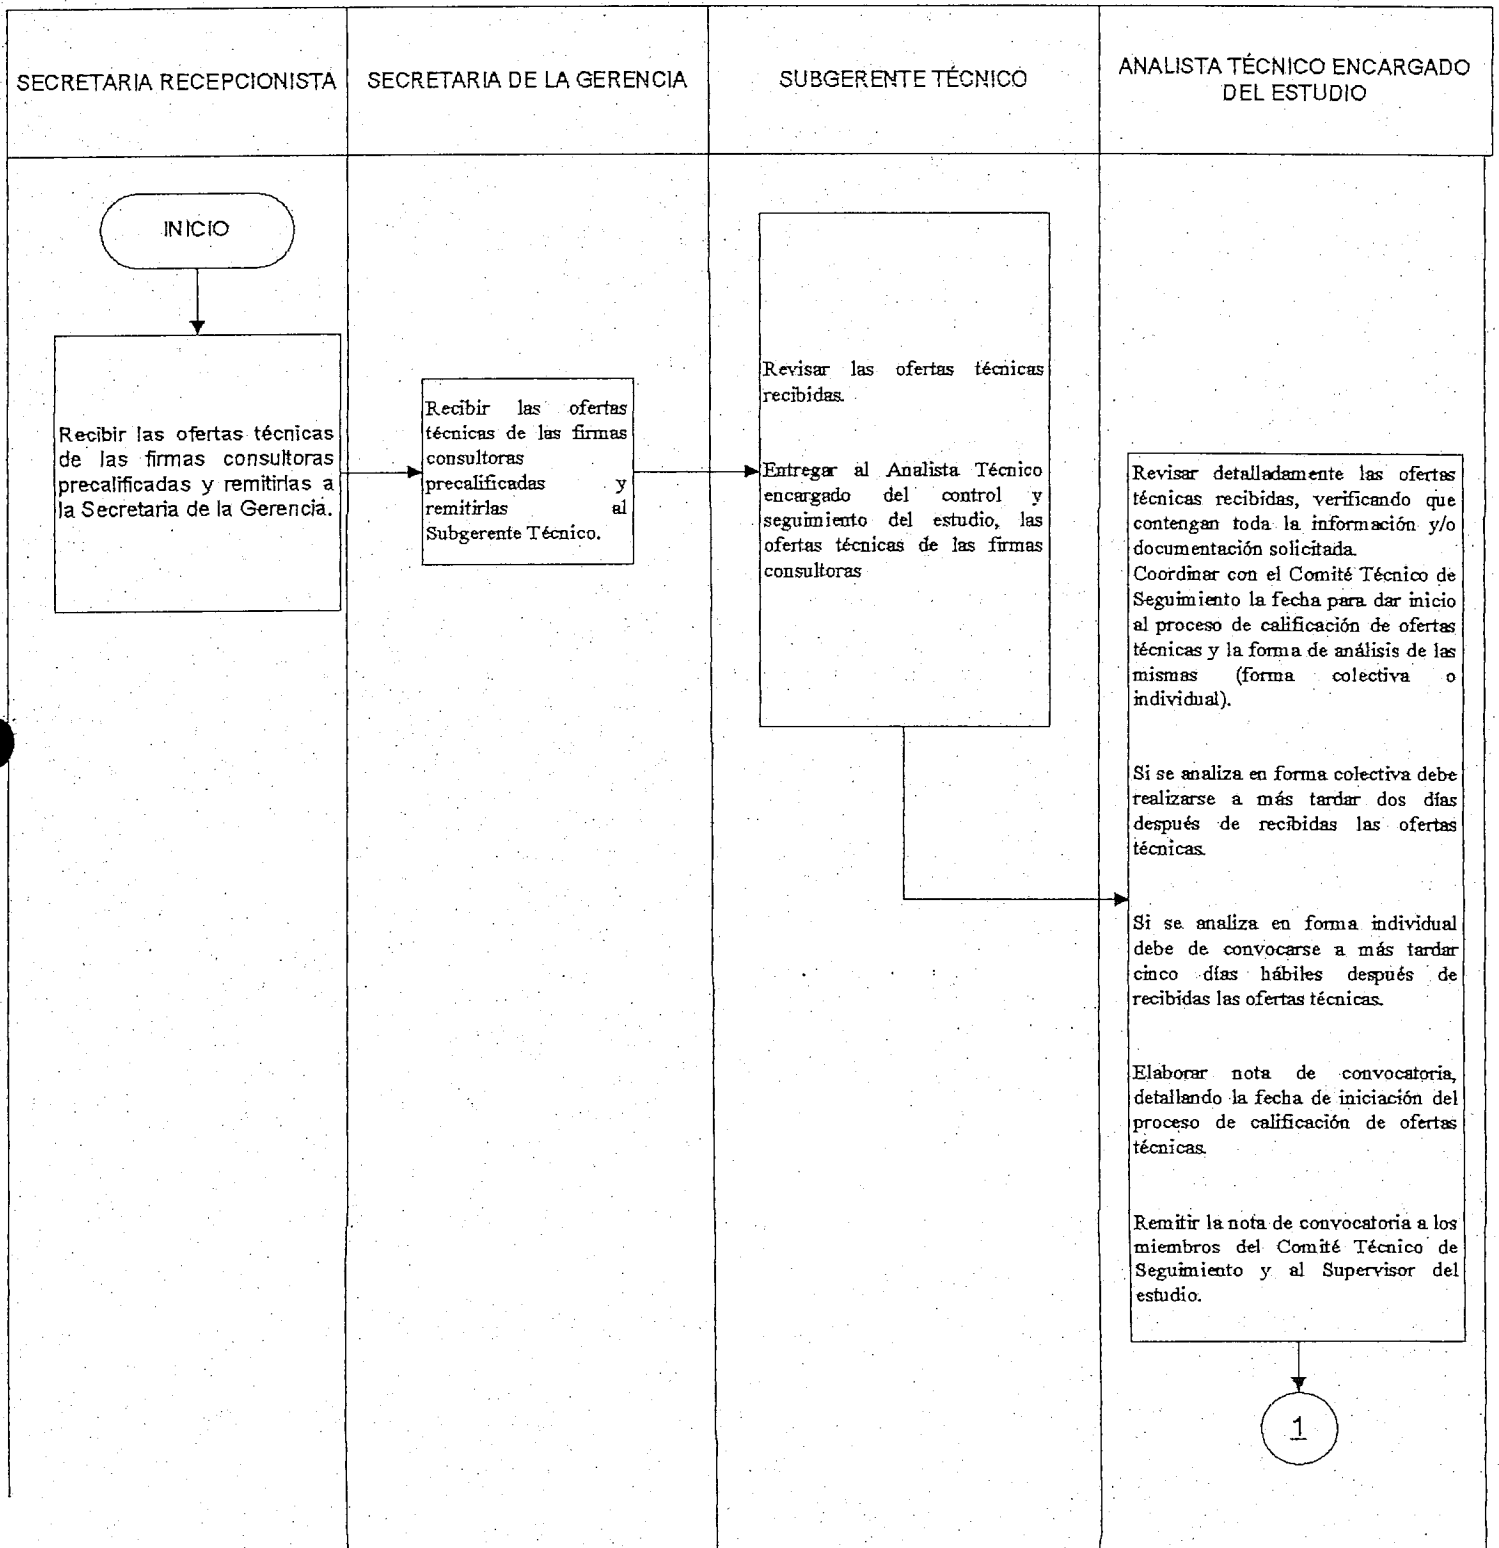 SECRETARIA RECEPCIONISTA
SECRETARIA DE LA GERENCIA
SUBGERENTE TÉCNICO
ANALISTA TÉCNICO ENCARGADO
DEL ESTUDIO
INICIO
Recibir las ofertas técnicas
de las firmas consultoras
precalificadas y remitirlas a
la Secretaria de la Gerencia.
Recibir las ofertas
técnicas de las firmas
consultoras
precalificadas y
remitirlas al
Subgerente Técnico.
Revisar las ofertas técnicas
recibidas.
Entregar al Analista Técnico
encargado del control y
seguimiento del estudio, las
ofertas técnicas de las firmas
consultoras
Revisar detalladamente las ofertas
técnicas recibidas, verificando que
contengan toda la información y/o
documentación solicitada.
Coordinar con el Comité Técnico de
Seguimiento la fecha para dar inicio
al proceso de calificación de ofertas
técnicas y la forma de análisis de las
mismas (forma colectiva o
individual).
Si se analiza en forma colectiva debe
realizarse a más tardar dos días
después de recibidas las ofertas
técnicas.
Si se analiza en forma individual
debe de convocarse a más tardar
cinco días hábiles después de
recibidas las ofertas técnicas.
Elaborar nota de convocatoria,
detallando la fecha de iniciación del
proceso de calificación de ofertas
técnicas.
Remitir la nota de convocatoria a los
miembros del Comité Técnico de
Seguimiento y al Supervisor del
estudio.
1